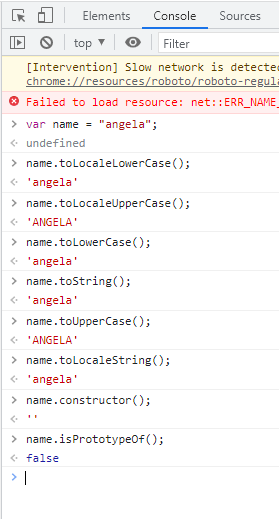 Elements Console Sources
top Filter
[Intervention] Slow network is detected
chrome://resources/roboto/roboto-regula
Failed to load resource: net::ERR_NAME_
var name = "angela";
undefined
name.toLocaleLowerCase();
'angela'
name.toLocaleUpperCase();
'ANGELA'
name.toLowerCase();
'angela'
name.toString();
'angela'
name.toUpperCase();
'ANGELA'
name.toLocaleString();
'angela'
name.constructor();
''
name.isPrototypeOf();
false